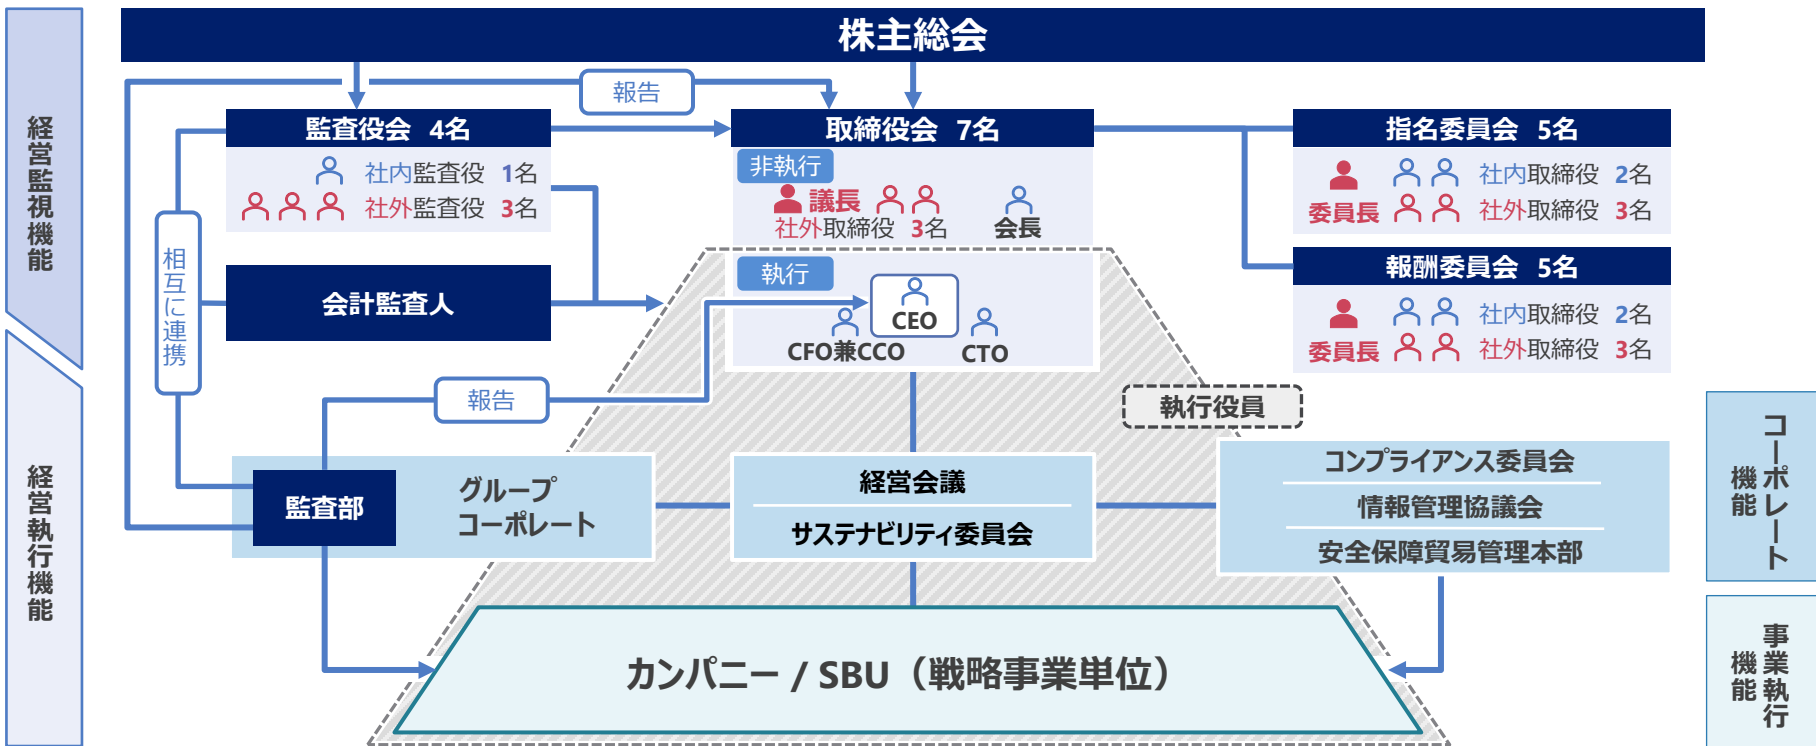 株主総会
経営監視機能
報告
監査役会 4名
社内監査役 1名
社外監査役 3名
取締役会 7名
非執行
議長
社外取締役 3名
会長
執行
CEO
CFO兼CCO
CTO
指名委員会 5名
社内取締役 2名
委員長
社外取締役 3名
報酬委員会 5名
社内取締役 2名
委員長
社外取締役 3名
相互に連携
会計監査人
報告
執行役員
経営執行機能
監査部
グループ
コーポレート
経営会議
サステナビリティ委員会
コンプライアンス委員会
情報管理協議会
安全保障貿易管理本部
コーポレート
機能
カンパニー / SBU（戦略事業単位）
事業執行
機能